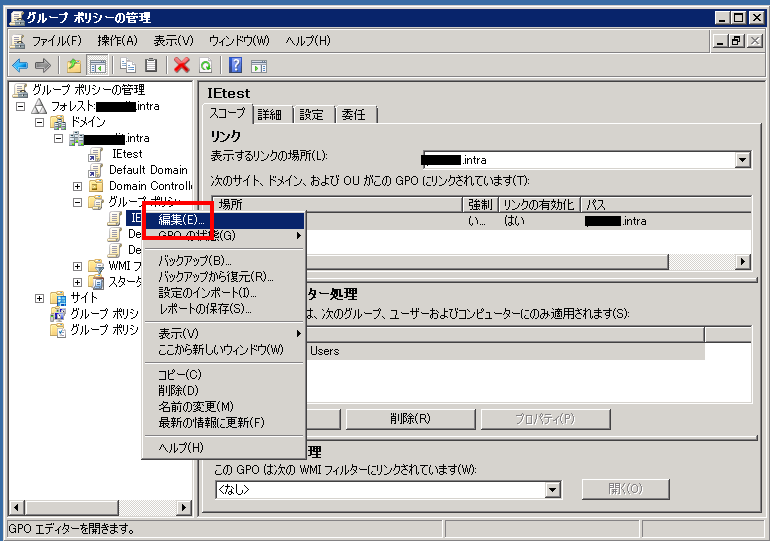 グループ ポリシーの管理
ファイル(F) 操作(A) 表示(V) ウィンドウ(W) ヘルプ(H)
グループ ポリシーの管理
フォレスト:
.intra
ドメイン
.intra
IEtest
Default Domain
Domain Controll
グループ ポリシー
IE
De
De
WMI フ
スタータ
サイト
グループ ポリシ
グループ ポリシ
編集(E)...
GPO の状態(G)
バックアップ(B)...
バックアップから復元(R)...
設定のインポート(I)...
レポートの保存(S)...
表示(V)
ここから新しいウィンドウ(W)
コピー(C)
削除(D)
名前の変更(M)
最新の情報に更新(F)
ヘルプ(H)
IEtest
スコープ 詳細 設定 委任
リンク
表示するリンクの場所(L):
.intra
次のサイト、ドメイン、および OU がこの GPO にリンクされています(T):
場所 強制 リンクの有効化 パス
い... はい .intra
ター処理
は、次のグループ、ユーザーおよびコンピューターにのみ適用されます(S):
Users
削除(R) プロパティ(P)
理
この GPO は次の WMI フィルターにリンクされています(W):
<なし> 開く(O)
GPO エディターを開きます。